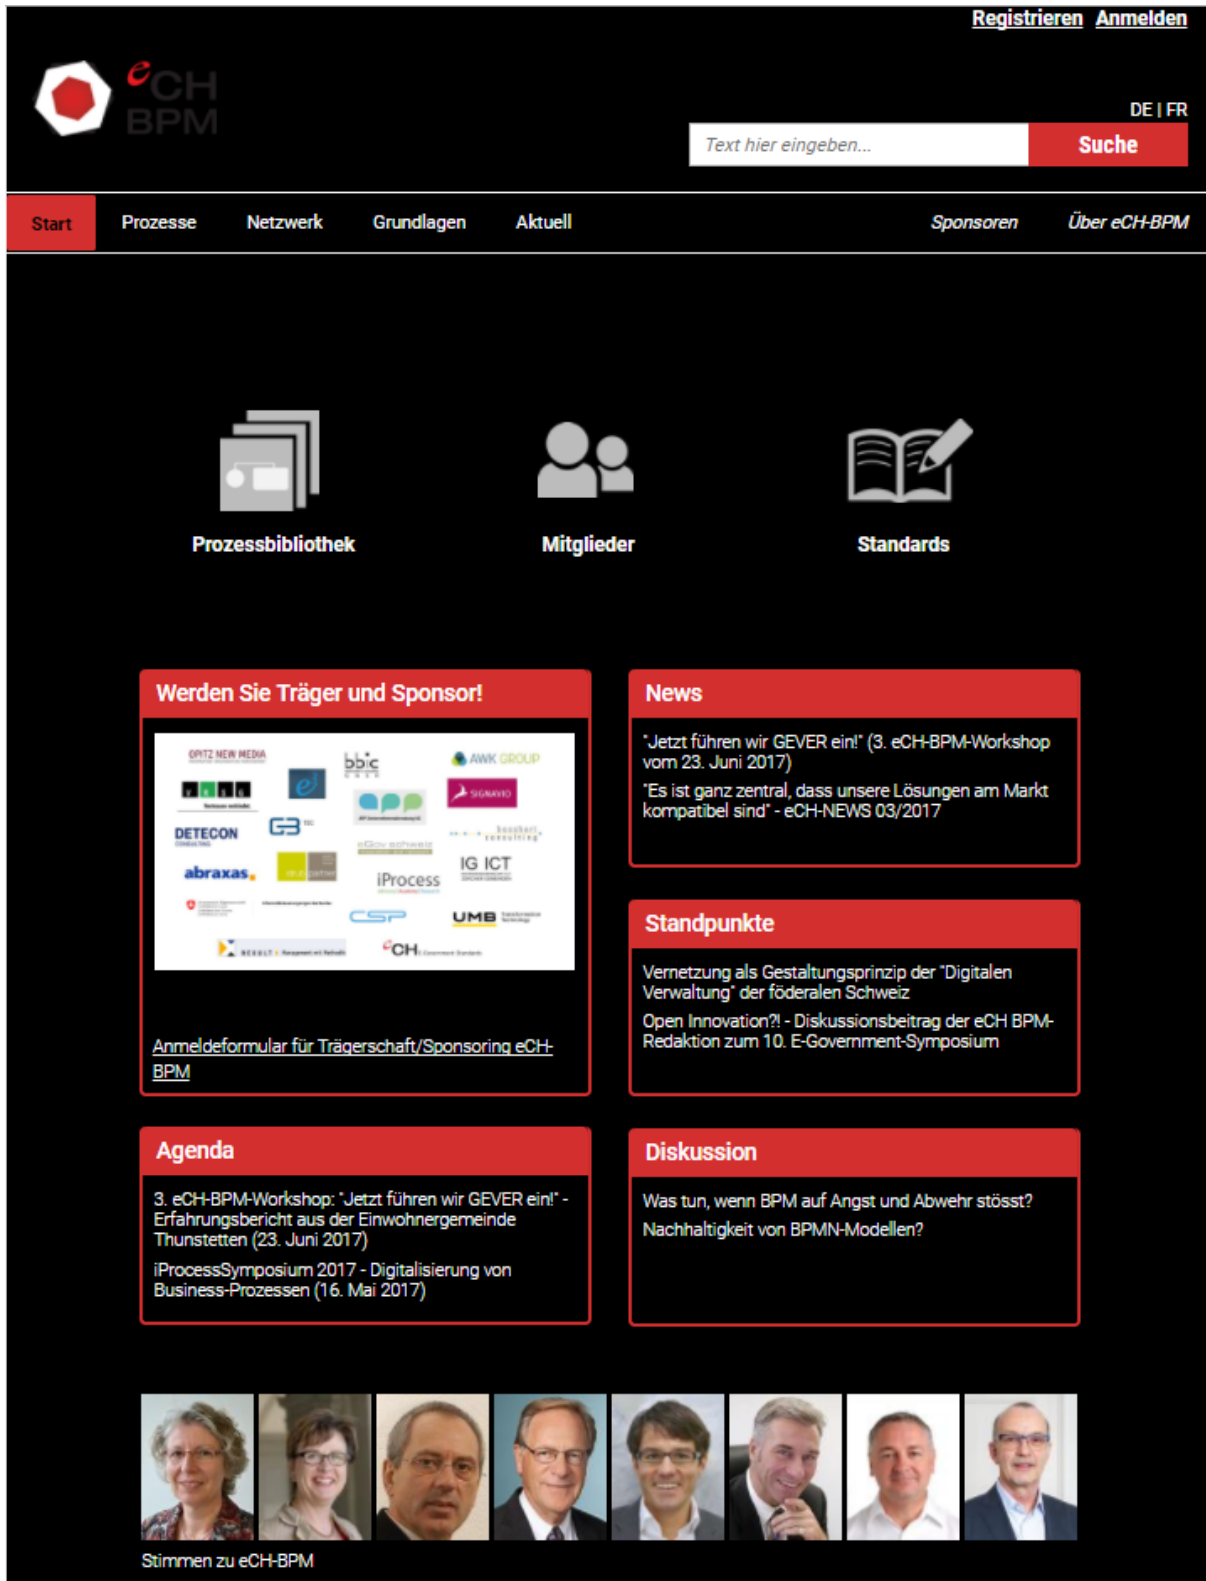 Registrieren Anmelden
eCH
BPM
DE | FR
Text hier eingeben...
Suche
Start
Prozesse
Netzwerk
Grundlagen
Aktuell
Sponsoren
Über eCH-BPM
Prozessbibliothek
Mitglieder
Standards
Werden Sie Träger und Sponsor!
OPITZ NEW MEDIA
bbic
AWK GROUP
SIGNAVIO
DETECON
CONSULTING
abraxas
eGov schweiz
iProcess
IG ICT
CSP
UMB
eCH
Anmeldeformular für Trägerschaft/Sponsoring eCH-
BPM
News
"Jetzt führen wir GEVER ein!" (3. eCH-BPM-Workshop
vom 23. Juni 2017)
"Es ist ganz zentral, dass unsere Lösungen am Markt
kompatibel sind" - eCH-NEWS 03/2017
Standpunkte
Vernetzung als Gestaltungsprinzip der "Digitalen
Verwaltung" der föderalen Schweiz
Open Innovation?! - Diskussionsbeitrag der eCH BPM-
Redaktion zum 10. E-Government-Symposium
Agenda
3. eCH-BPM-Workshop: "Jetzt führen wir GEVER ein!" -
Erfahrungsbericht aus der Einwohnergemeinde
Thunstetten (23. Juni 2017)
iProcessSymposium 2017 - Digitalisierung von
Business-Prozessen (16. Mai 2017)
Diskussion
Was tun, wenn BPM auf Angst und Abwehr stösst?
Nachhaltigkeit von BPMN-Modellen?
Stimmen zu eCH-BPM